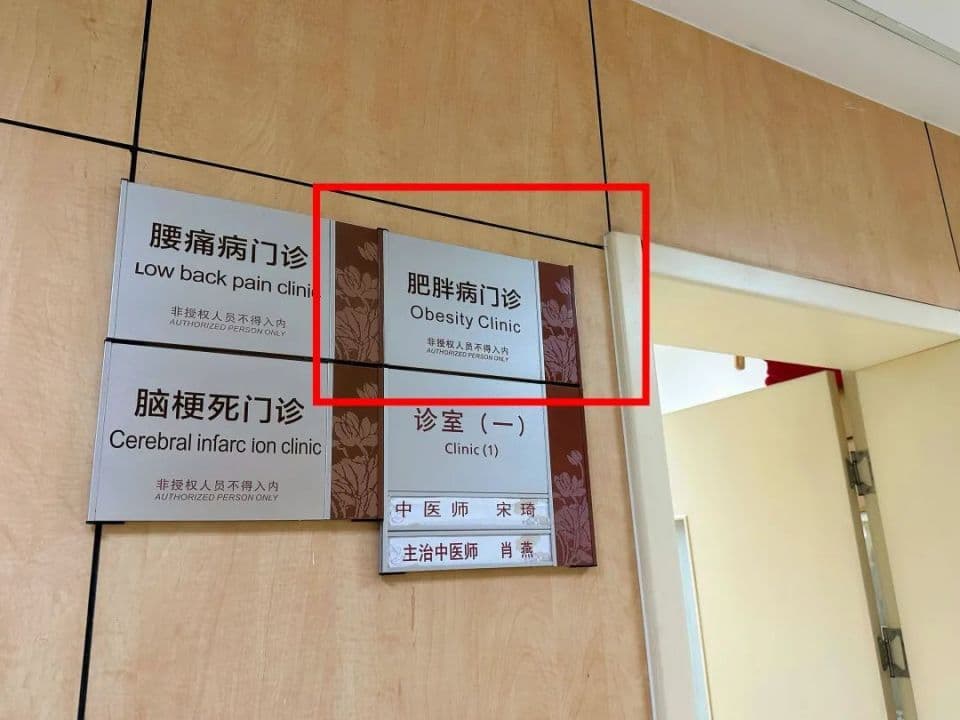 腰痛病门诊
Low back pain clinic
非授权人员不得入内
AUTHORIZED PERSON ONLY
脑梗死门诊
Cerebral infarc ion clinic
非授权人员不得入内
AUTHORIZED PERSON ONLY
肥胖病门诊
Obesity Clinic
非授权人员不得入内
AUTHORIZED PERSON ONLY
诊室（一）
Clinic (1)
中医师 宋琦
主治中医师 肖燕